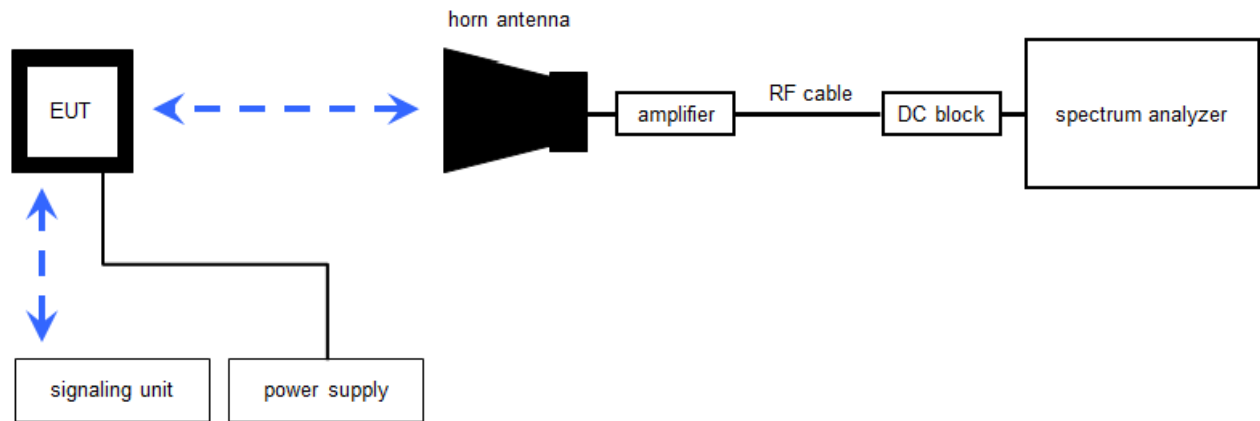 horn antenna
EUT
amplifier
RF cable
DC block
spectrum analyzer
signaling unit
power supply